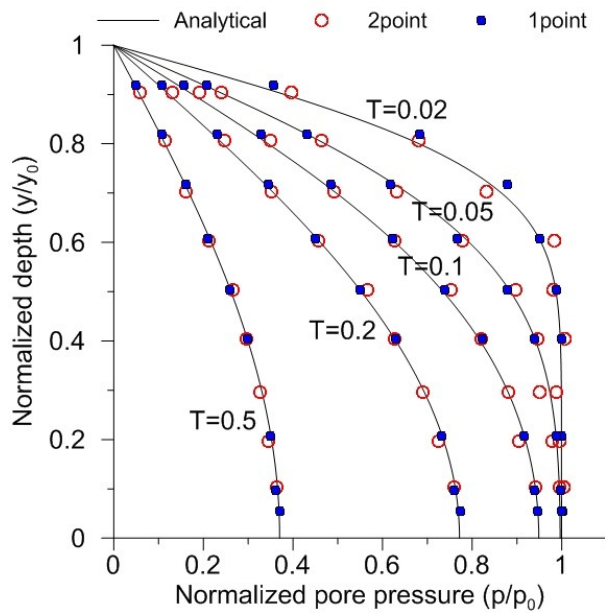 Analytical 2point 1point
1
0.8
0.6
0.4
0.2
0
Normalized depth (y/y₀)
T=0.02
T=0.05
T=0.1
T=0.2
T=0.5
0 0.2 0.4 0.6 0.8 1
Normalized pore pressure (p/p₀)